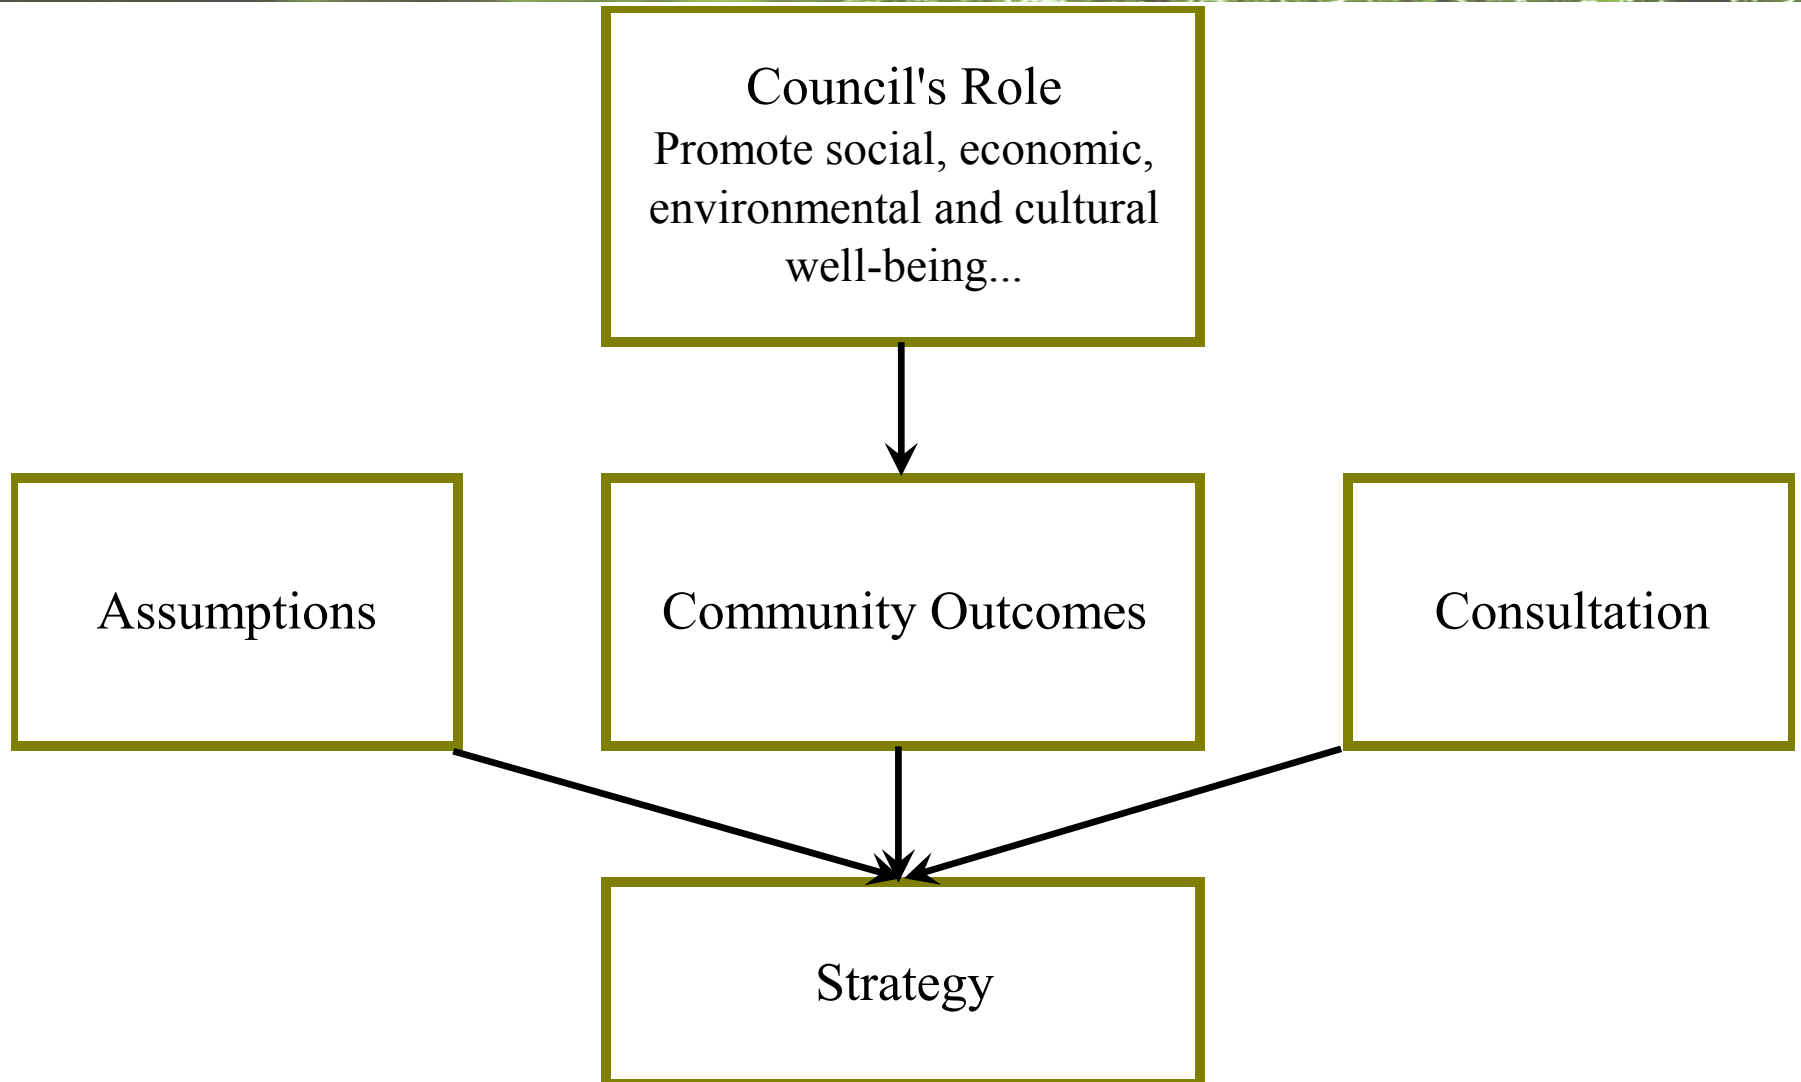 Council's Role
Promote social, economic,
environmental and cultural
well-being...
Assumptions
Community Outcomes
Consultation
Strategy